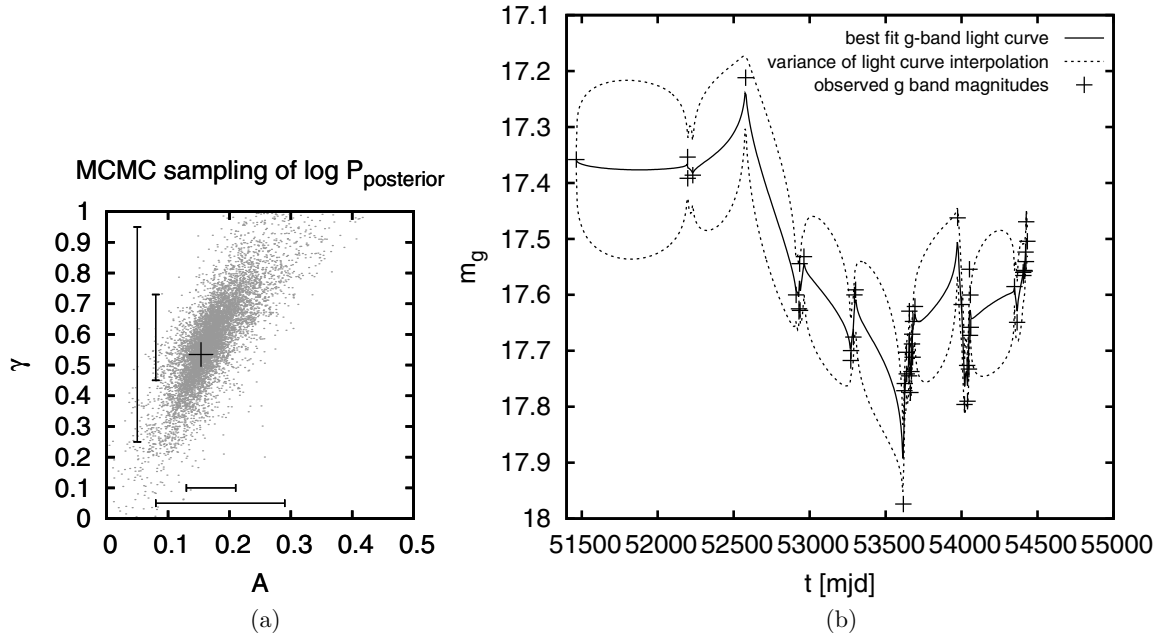 MCMC sampling of log P_posterior
1
0.9
0.8
0.7
0.6
0.5
0.4
0.3
0.2
0.1
0
γ
0 0.1 0.2 0.3 0.4 0.5
A
(a)
17.1
17.2
17.3
17.4
17.5
17.6
17.7
17.8
17.9
18
m_g
best fit g-band light curve
variance of light curve interpolation
observed g band magnitudes
51500 52000 52500 53000 53500 54000 54500 55000
t [mjd]
(b)